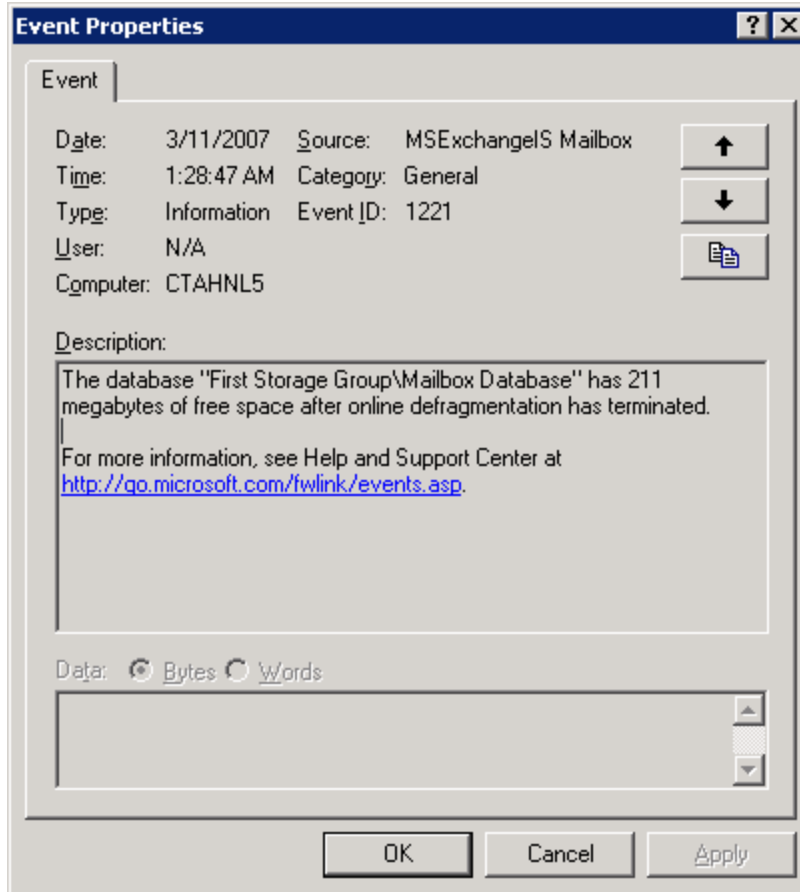 Event Properties
Event
Date: 3/11/2007 Source: MSExchangeIS Mailbox
Time: 1:28:47 AM Category: General
Type: Information Event ID: 1221
User: N/A
Computer: CTAHNL5
Description:
The database "First Storage Group\Mailbox Database" has 211
megabytes of free space after online defragmentation has terminated.
For more information, see Help and Support Center at
http://go.microsoft.com/fwlink/events.asp.
Data: Bytes Words
OK Cancel Apply